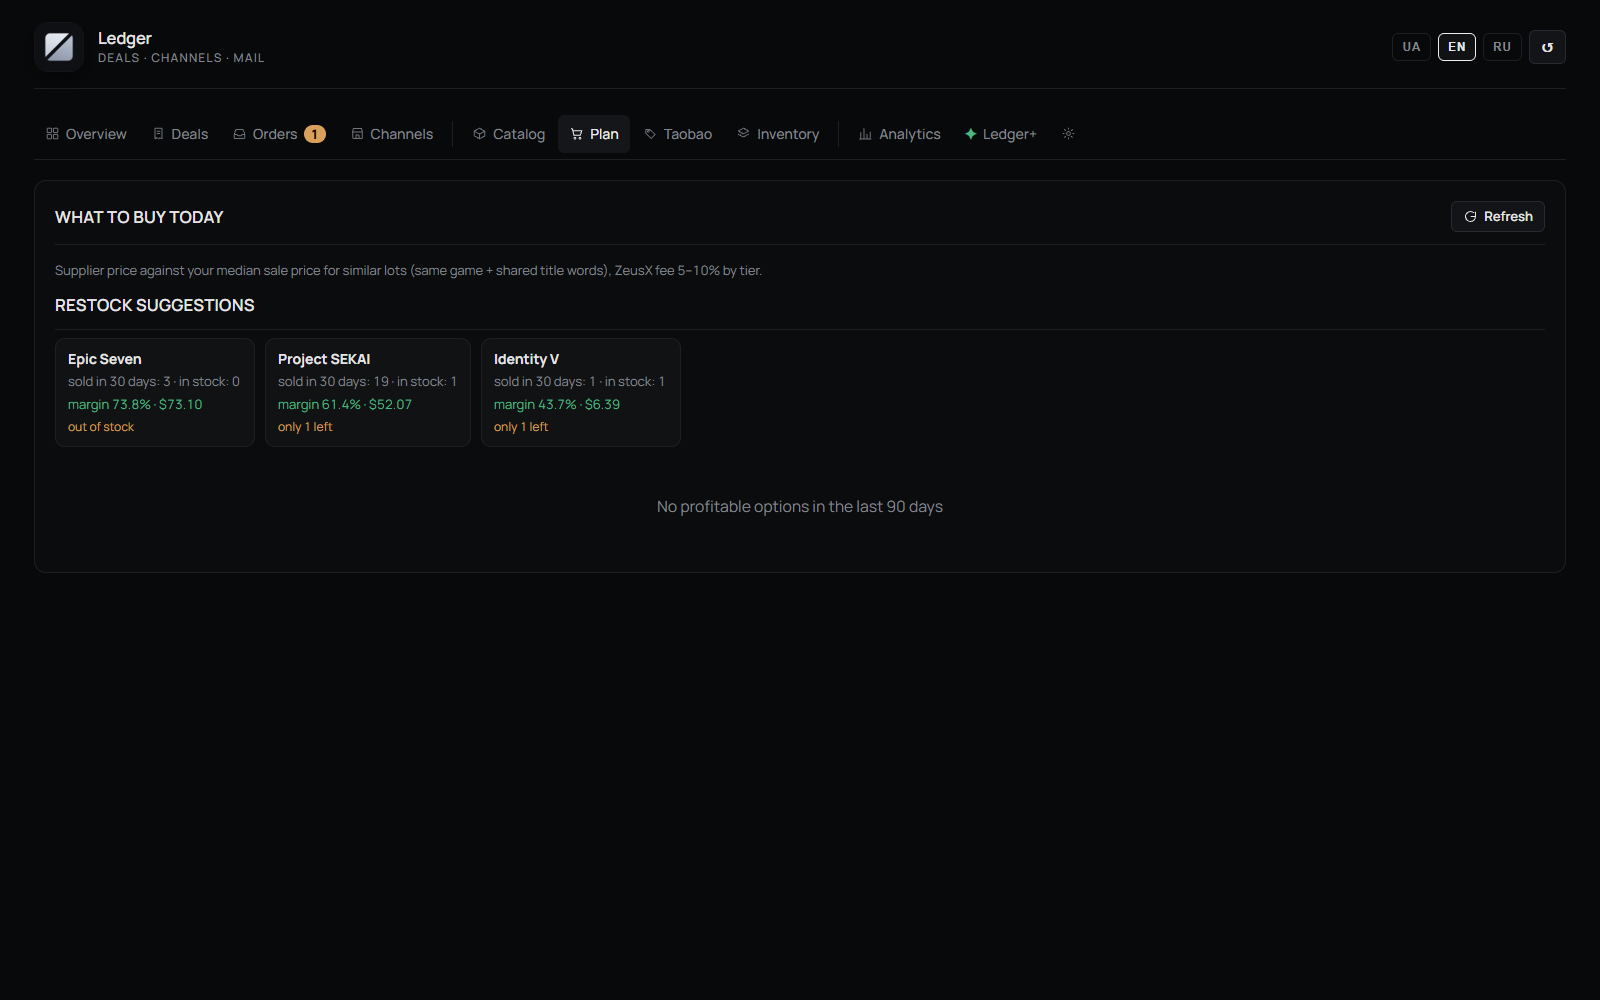 Ledger
DEALS · CHANNELS · MAIL
UA EN RU
Overview Deals Orders 1 Channels Catalog Plan Taobao Inventory Analytics Ledger+
WHAT TO BUY TODAY
Refresh
Supplier price against your median sale price for similar lots (same game + shared title words), ZeusX fee 5–10% by tier.
RESTOCK SUGGESTIONS
Epic Seven
sold in 30 days: 3 · in stock: 0
margin 73.8% · $73.10
out of stock
Project SEKAI
sold in 30 days: 19 · in stock: 1
margin 61.4% · $52.07
only 1 left
Identity V
sold in 30 days: 1 · in stock: 1
margin 43.7% · $6.39
only 1 left
No profitable options in the last 90 days